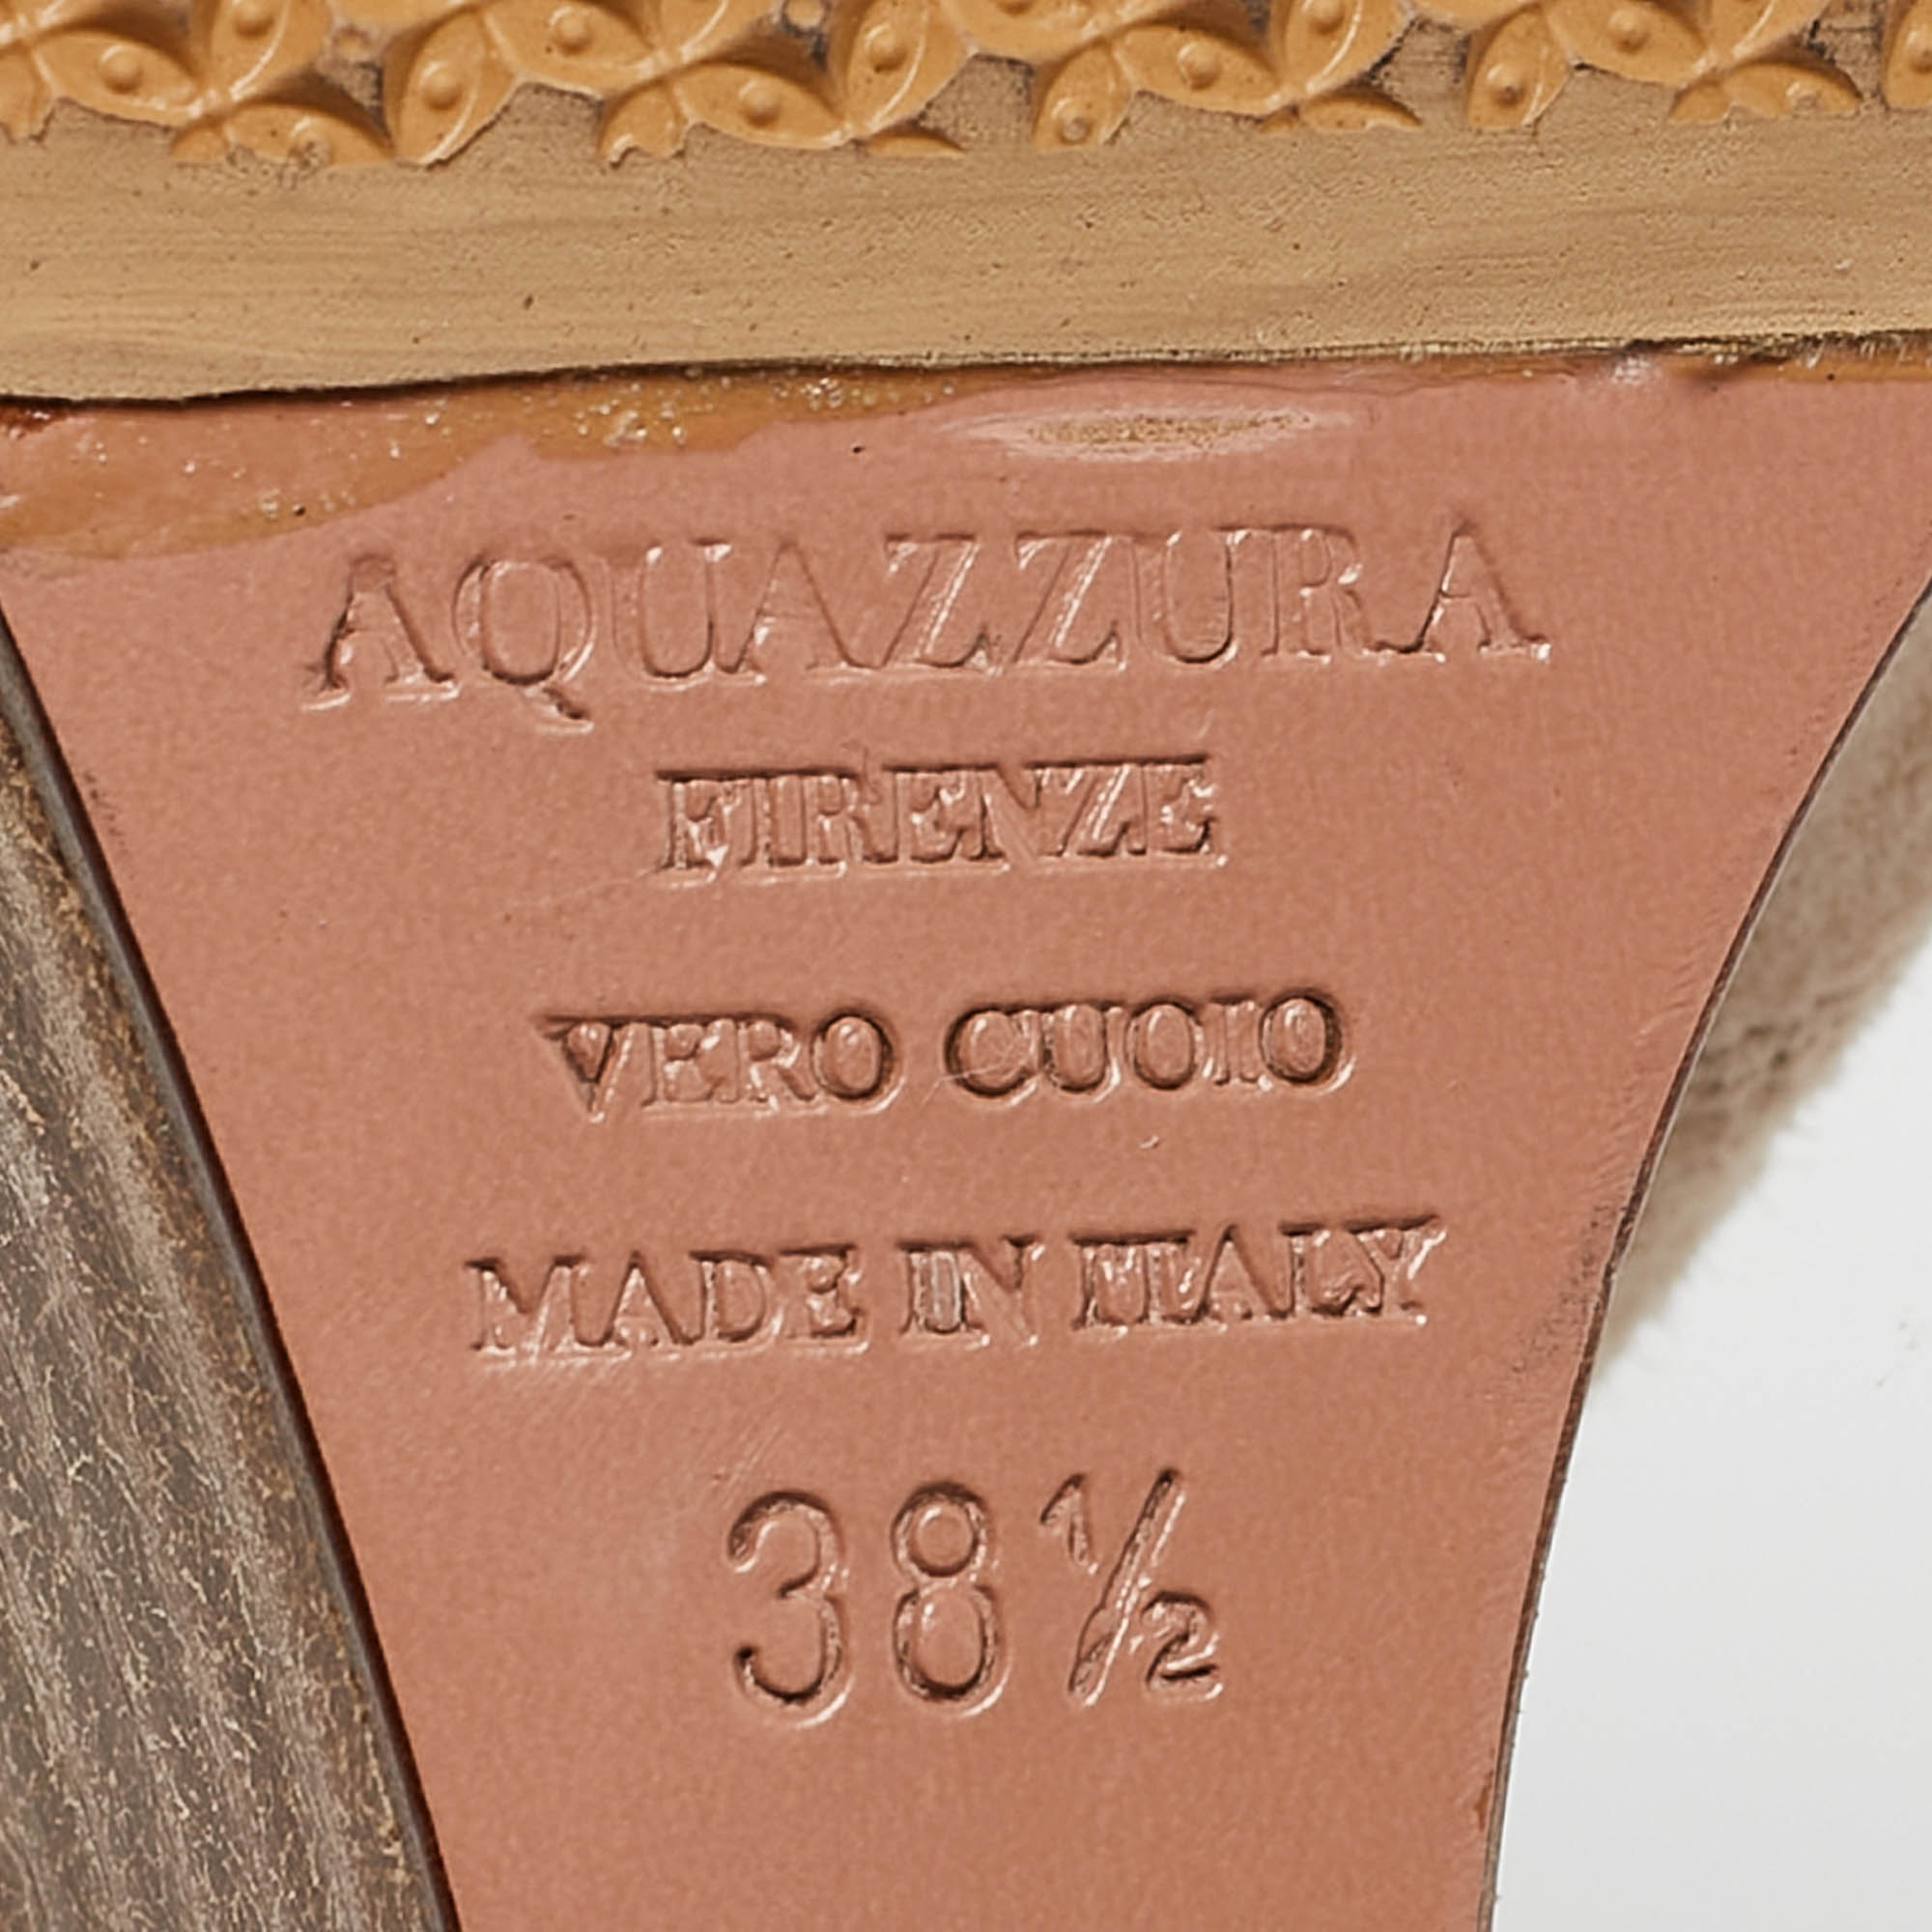 AQUAZZURA
FIRENZE
VERO CUOIO
MADE IN ITALY
38½